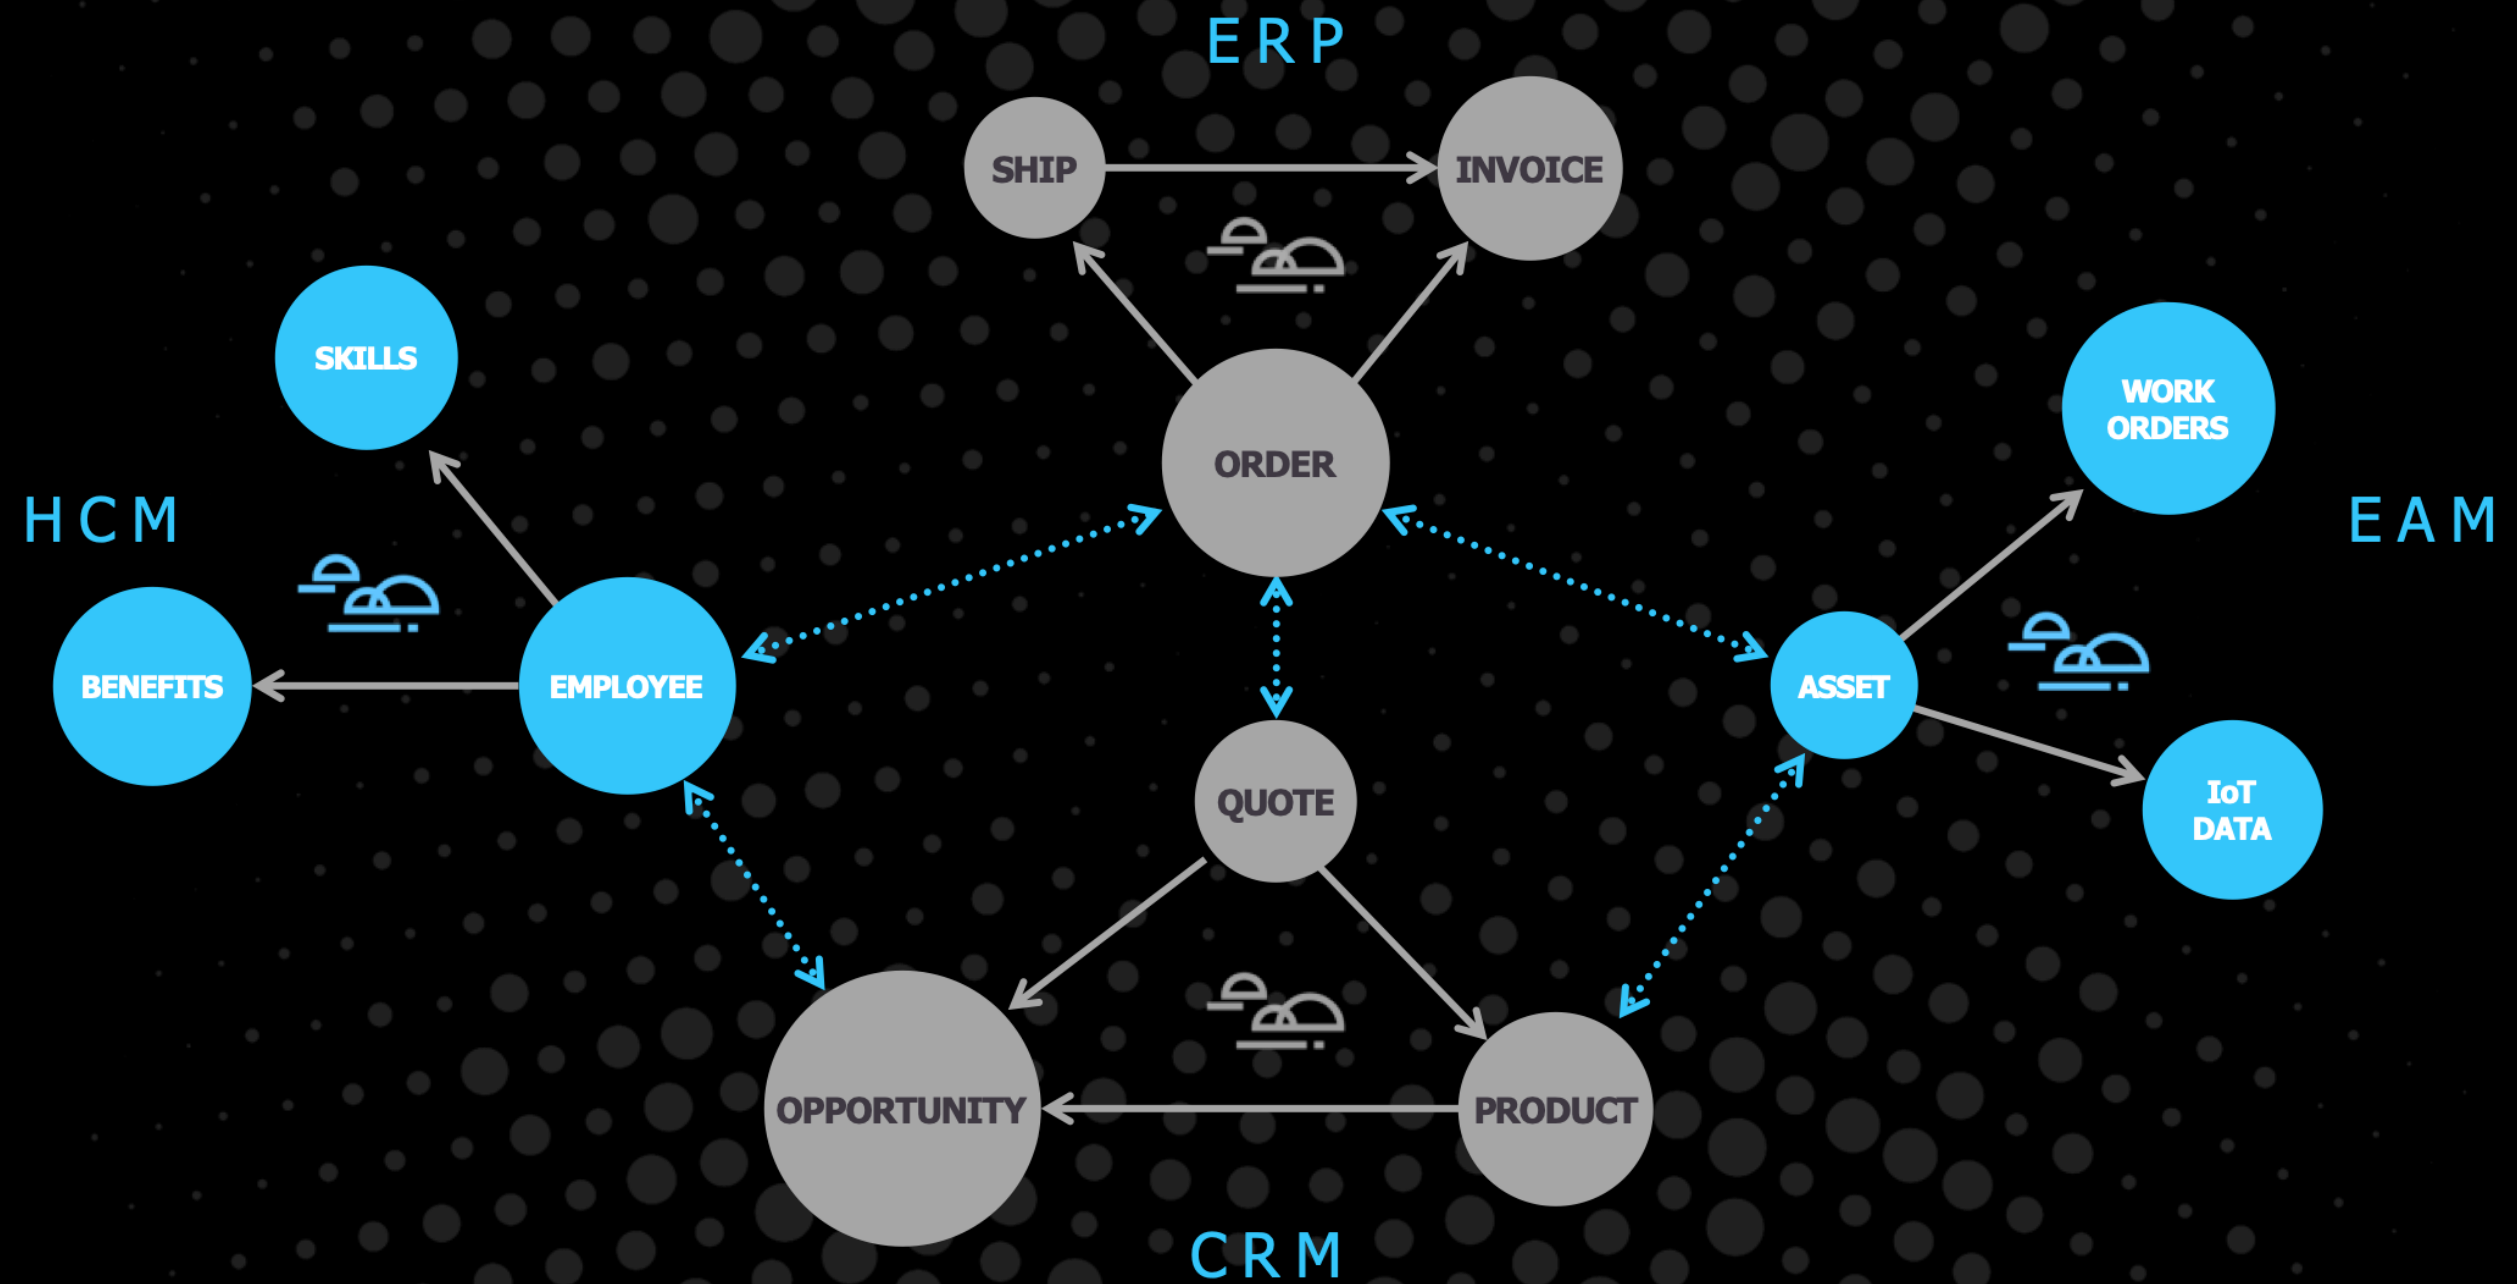 ERP
SHIP
INVOICE
SKILLS
WORK
ORDERS
ORDER
HCM
EAM
BENEFITS
EMPLOYEE
ASSET
QUOTE
IoT
DATA
OPPORTUNITY
PRODUCT
CRM